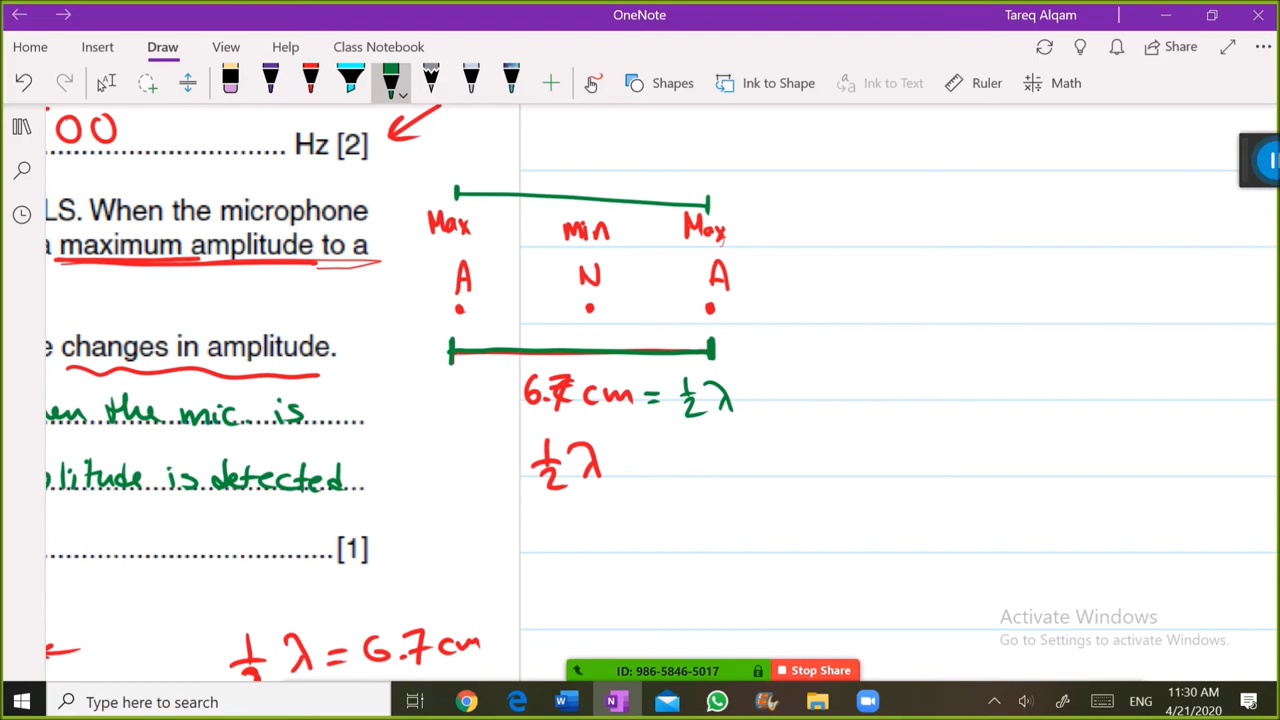 OneNote
Tareq Alqam
Home Insert Draw View Help Class Notebook
Share
Shapes Ink to Shape Ink to Text Ruler Math
00
Hz [2]
LS. When the microphone
a maximum amplitude to a
Max min Max
A N A
e changes in amplitude.
6.7 cm = ½ λ
en the mic. is
½ λ
plitude is detected
[1]
½ λ = 6.7 cm
Activate Windows
Go to Settings to activate Windows.
ID: 986-5846-5017 Stop Share
Type here to search
ENG
11:30 AM
4/21/2020